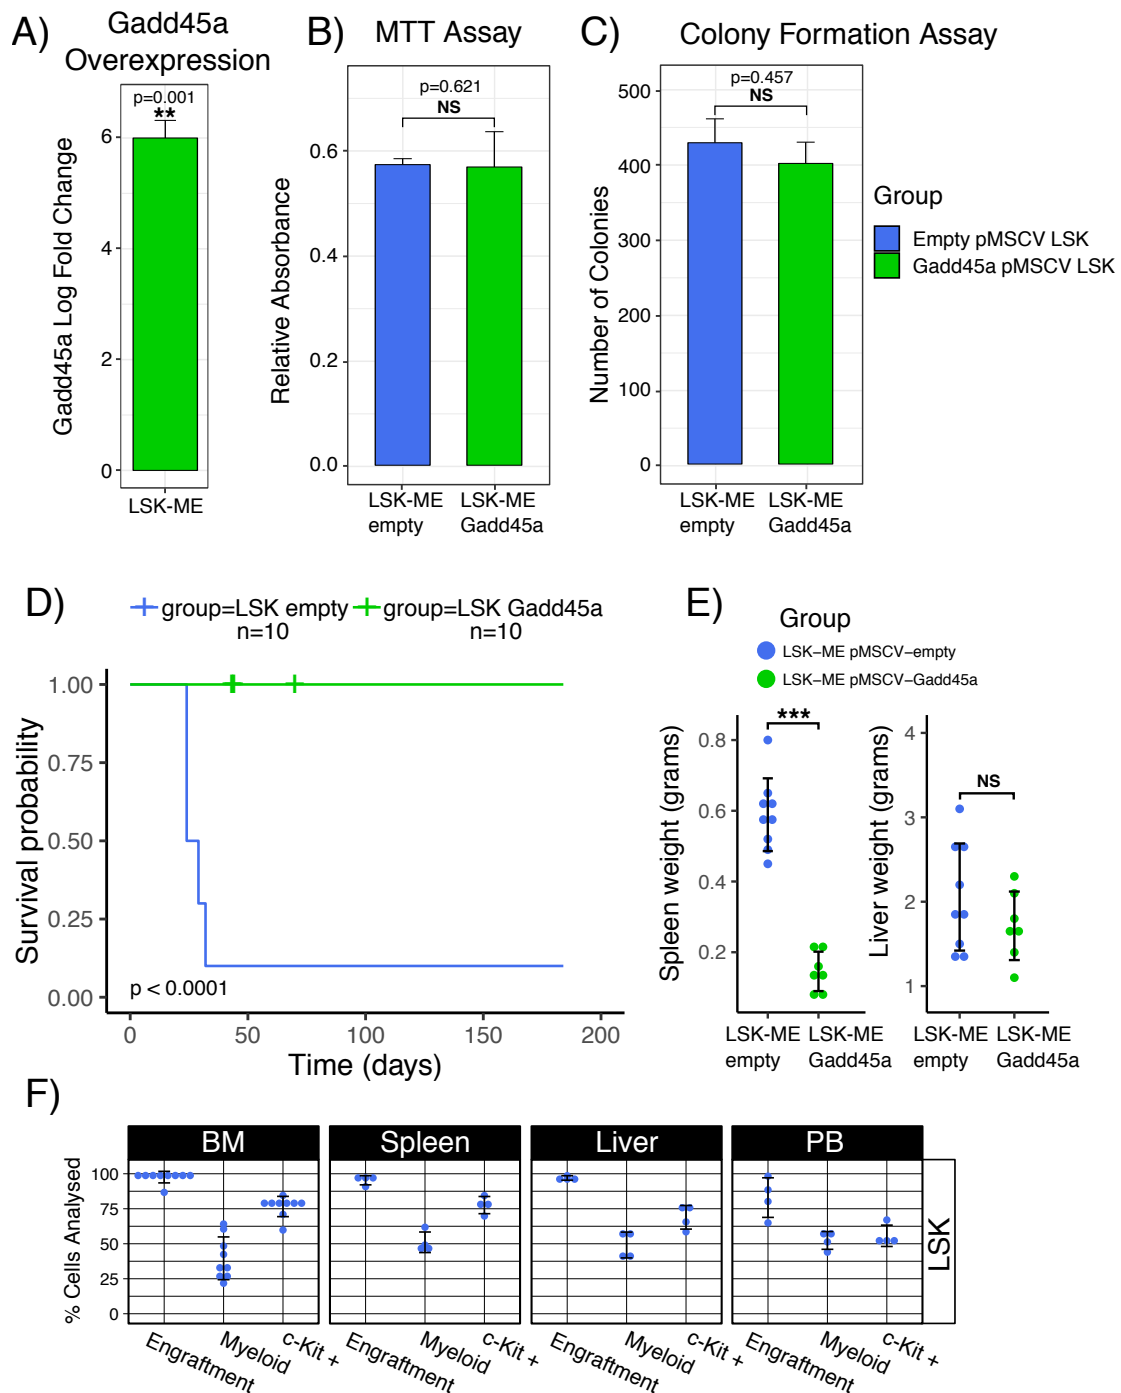 A)
Gadd45a
Overexpression
p=0.001
**
6
4
2
0
Gadd45a Log Fold Change
LSK-ME
B)
MTT Assay
p=0.621
NS
0.6
0.4
0.2
0.0
Relative Absorbance
LSK-ME
empty
LSK-ME
Gadd45a
C)
Colony Formation Assay
p=0.457
NS
500
400
300
200
100
0
Number of Colonies
LSK-ME
empty
LSK-ME
Gadd45a
Group
Empty pMSCV LSK
Gadd45a pMSCV LSK
D)
group=LSK empty
n=10
group=LSK Gadd45a
n=10
1.00
0.75
0.50
0.25
0.00
Survival probability
p < 0.0001
0
50
100
150
200
Time (days)
E)
Group
LSK−ME pMSCV−empty
LSK−ME pMSCV−Gadd45a
***
0.8
0.6
0.4
0.2
Spleen weight (grams)
LSK-ME
empty
LSK-ME
Gadd45a
NS
4
3
2
1
Liver weight (grams)
LSK-ME
empty
LSK-ME
Gadd45a
F)
BM
Spleen
Liver
PB
100
75
50
25
0
% Cells Analysed
LSK
Engraftment
Myeloid
c-Kit +
Engraftment
Myeloid
c-Kit +
Engraftment
Myeloid
c-Kit +
Engraftment
Myeloid
c-Kit +